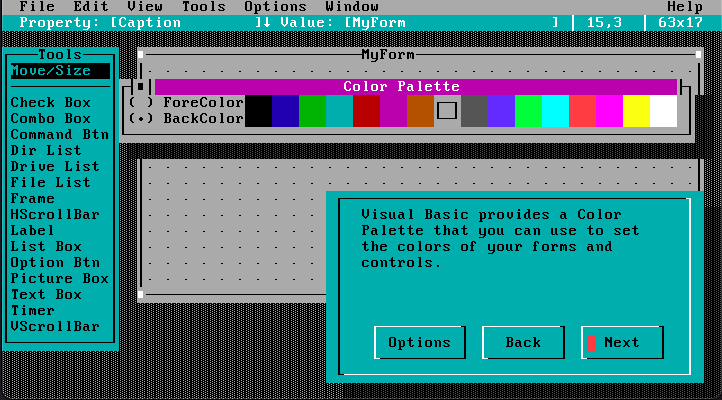 File Edit View Tools Options Window Help
Property: [Caption ]↓ Value: [MyForm ] │ 15,3 │ 63x17
Tools
Move/Size
Check Box
Combo Box
Command Btn
Dir List
Drive List
File List
Frame
HScrollBar
Label
List Box
Option Btn
Picture Box
Text Box
Timer
VScrollBar
MyForm
Color Palette
( ) ForeColor
(•) BackColor
Visual Basic provides a Color
Palette that you can use to set
the colors of your forms and
controls.
Options Back Next